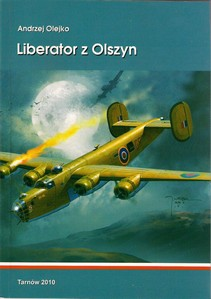 Andrzej Olejko
Liberator z Olszyn
Tarnów 2010